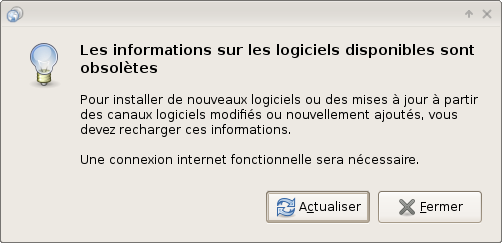 Les informations sur les logiciels disponibles sont
obsolètes
Pour installer de nouveaux logiciels ou des mises à jour à partir
des canaux logiciels modifiés ou nouvellement ajoutés, vous
devez recharger ces informations.
Une connexion internet fonctionnelle sera nécessaire.
Actualiser
Fermer